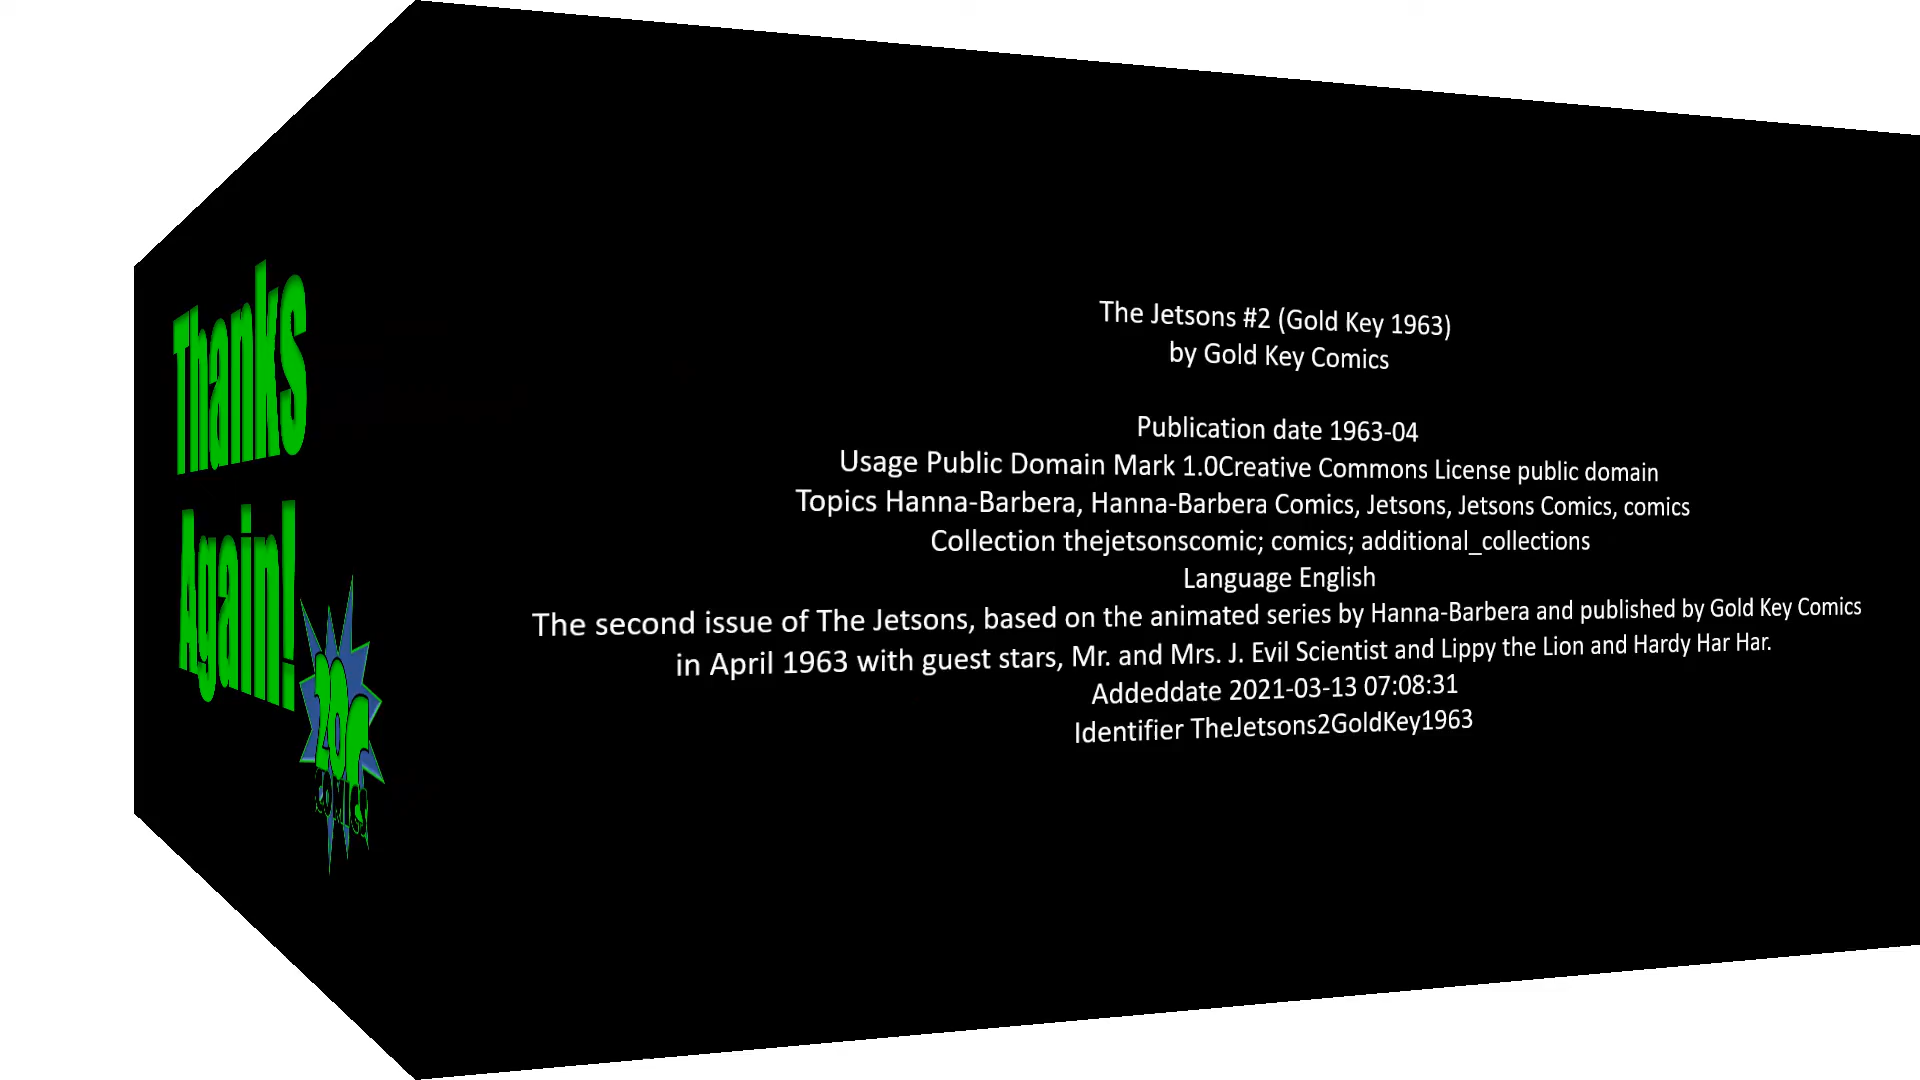 Thanks
Again!
The Jetsons #2 (Gold Key 1963)
by Gold Key Comics
Publication date 1963-04
Usage Public Domain Mark 1.0Creative Commons License public domain
Topics Hanna-Barbera, Hanna-Barbera Comics, Jetsons, Jetsons Comics, comics
Collection thejetsonscomic; comics; additional_collections
Language English
The second issue of The Jetsons, based on the animated series by Hanna-Barbera and published by Gold Key Comics
in April 1963 with guest stars, Mr. and Mrs. J. Evil Scientist and Lippy the Lion and Hardy Har Har.
Addeddate 2021-03-13 07:08:31
Identifier TheJetsons2GoldKey1963